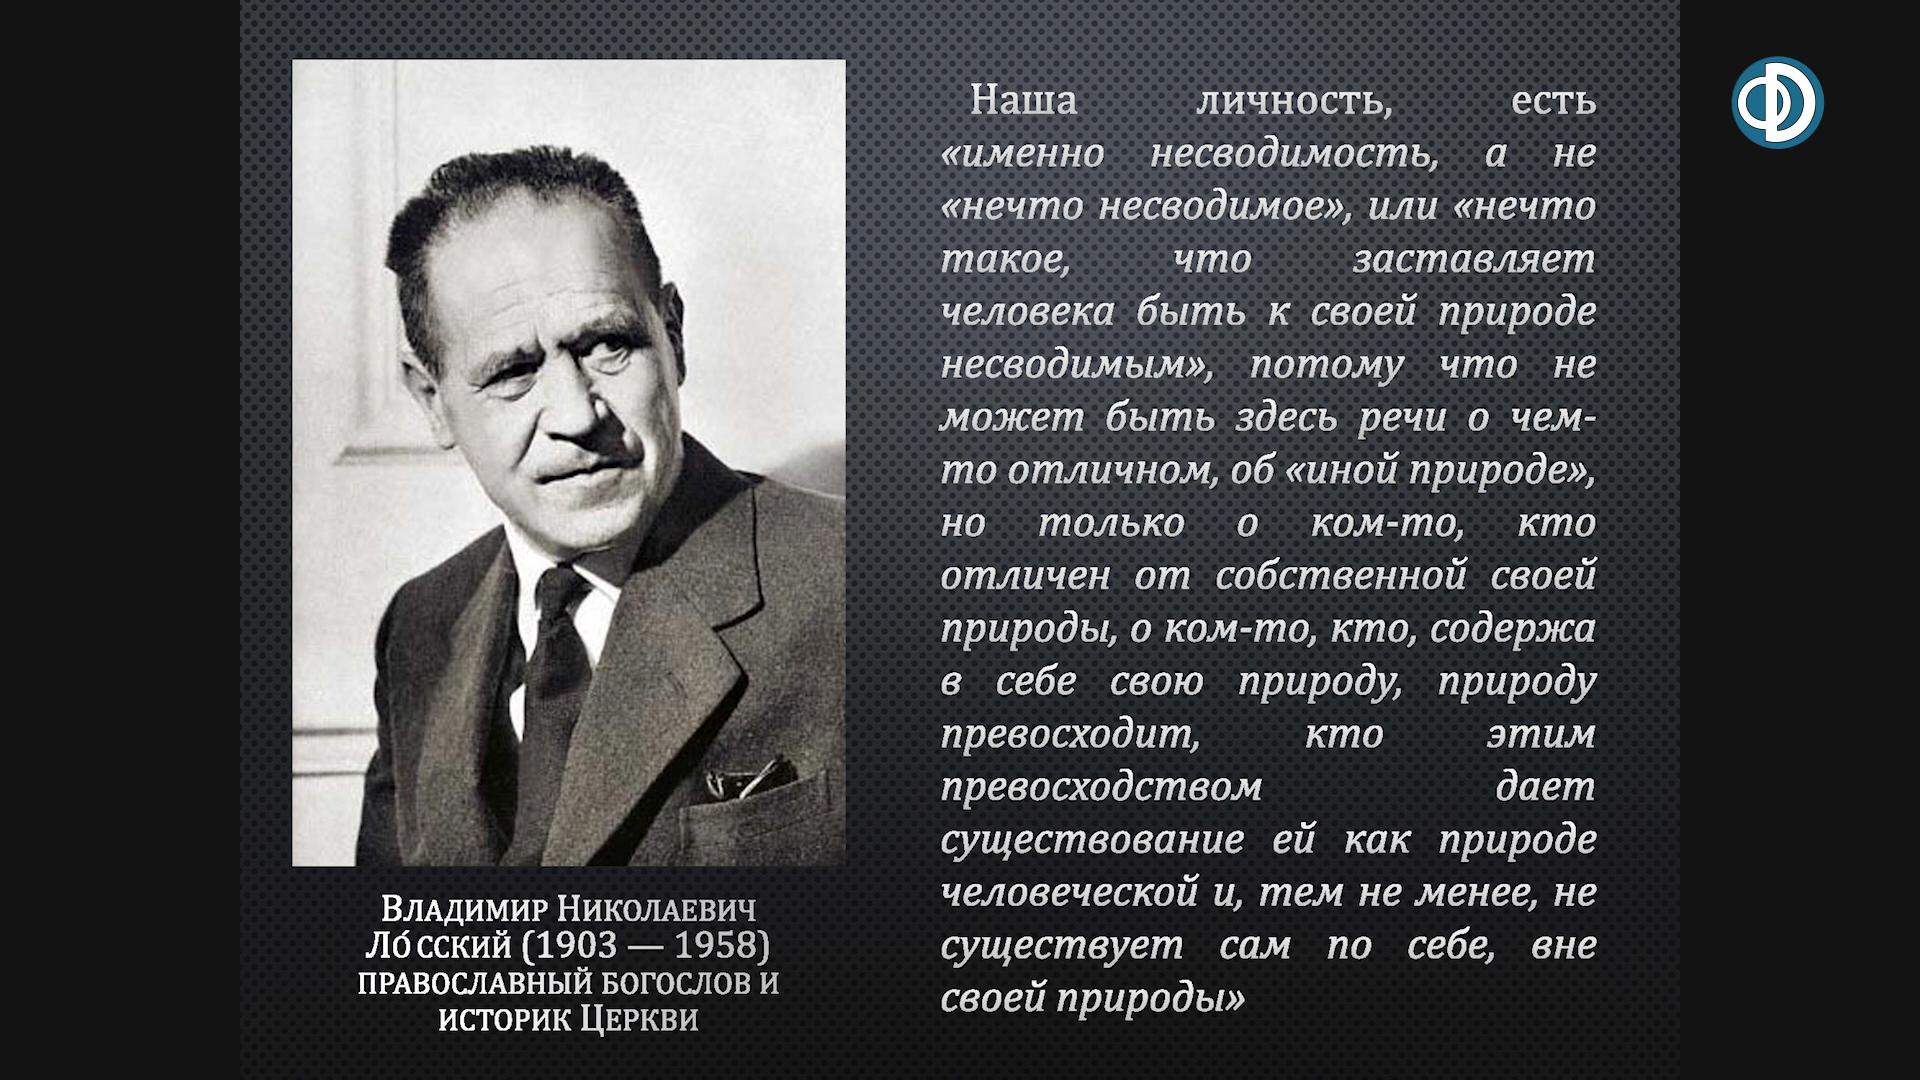 Наша личность, есть
«именно несводимость, а не
«нечто несводимое», или «нечто
такое, что заставляет
человека быть к своей природе
несводимым», потому что не
может быть здесь речи о чем-
то отличном, об «иной природе»,
но только о ком-то, кто
отличен от собственной своей
природы, о ком-то, кто, содержа
в себе свою природу, природу
превосходит, кто этим
превосходством дает
существование ей как природе
человеческой и, тем не менее, не
существует сам по себе, вне
своей природы»
Владимир Николаевич
Ло́сский (1903 — 1958)
православный богослов и
историк Церкви